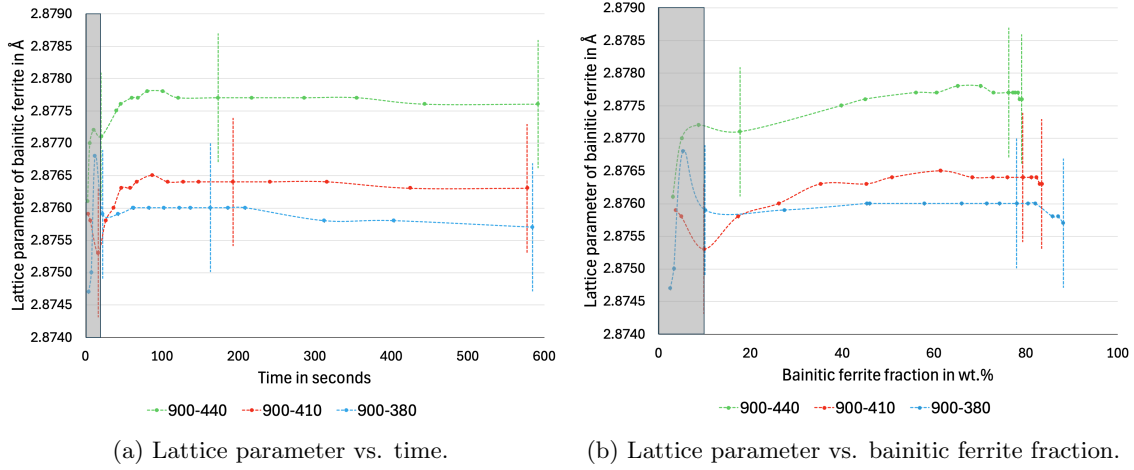 Lattice parameter of bainitic ferrite in Å
2.8790
2.8785
2.8780
2.8775
2.8770
2.8765
2.8760
2.8755
2.8750
2.8745
2.8740
0 100 200 300 400 500 600
Time in seconds
900-440 900-410 900-380
(a) Lattice parameter vs. time.
Lattice parameter of bainitic ferrite in Å
2.8790
2.8785
2.8780
2.8775
2.8770
2.8765
2.8760
2.8755
2.8750
2.8745
2.8740
0 20 40 60 80 100
Bainitic ferrite fraction in wt.%
900-440 900-410 900-380
(b) Lattice parameter vs. bainitic ferrite fraction.